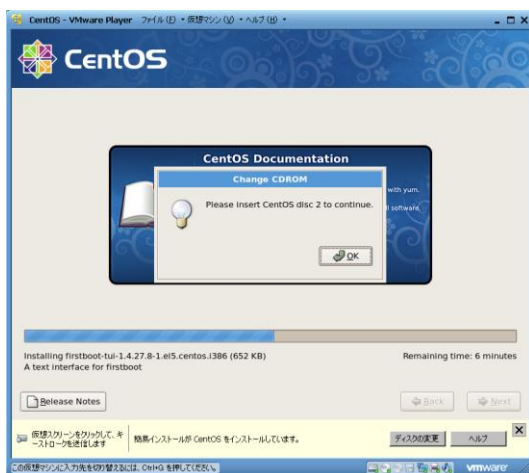 CentOS - VMware Player ファイル(F) • 仮想マシン(V) • ヘルプ(H) •
CentOS
CentOS Documentation
Change CDROM
with yum.
Please insert CentOS disc 2 to continue.
software
OK
Installing firstboot-tui-1.4.27.8-1.el5.centos.i386 (652 KB)
Remaining time: 6 minutes
A text interface for firstboot
Release Notes
Back
Next
仮想スクリーンをクリックして、キ
ーストロークを送信します
簡易インストールが CentOS をインストールしています。
ディスクの変更
ヘルプ
この仮想マシンに入力先を切り替えるには、Ctrl+G を押してください。
vmware